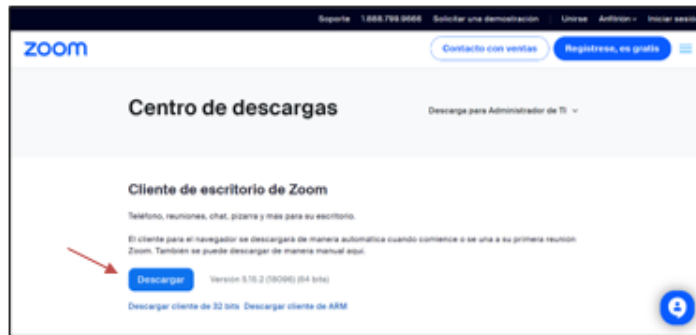 Soporte 1.888.799.9666 Solicitar una demostración Unirse Anfitrión Iniciar sesió
zoom Contacto con ventas Regístrese, es gratis
Centro de descargas Descarga para Administrador de TI
Cliente de escritorio de Zoom
Teléfono, reuniones, chat, pizarra y más para su escritorio.
El cliente para el navegador se descargará de manera automática cuando comience o se una a su primera reunión
Zoom. También se puede descargar de manera manual aquí.
Descargar Versión 5.15.2 (18096) (64 bits)
Descargar cliente de 32 bits Descargar cliente de ARM